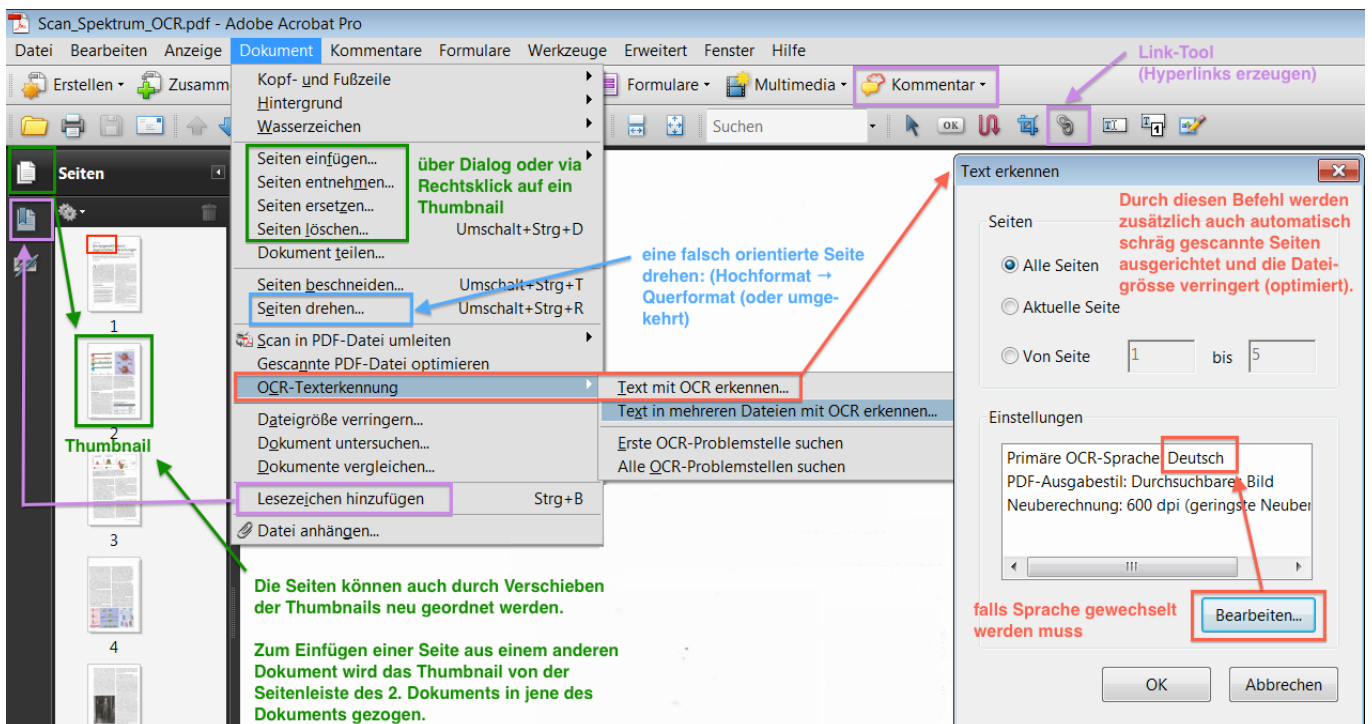 Scan_Spektrum_OCR.pdf - Adobe Acrobat Pro
Datei Bearbeiten Anzeige Dokument Kommentare Formulare Werkzeuge Erweitert Fenster Hilfe
Link-Tool
(Hyperlinks erzeugen)
Erstellen
Formulare Multimedia Kommentar
Suchen
OK
Seiten
1
2
Thumbnail
3
4
Kopf- und Fußzeile
Hintergrund
Wasserzeichen
Seiten einfügen...
Seiten entnehmen...
Seiten ersetzen...
Seiten löschen... Umschalt+Strg+D
Dokument teilen...
Seiten beschneiden... Umschalt+Strg+T
Seiten drehen... Umschalt+Strg+R
Scan in PDF-Datei umleiten
Gescannte PDF-Datei optimieren
OCR-Texterkennung
Dateigröße verringern...
Dokument untersuchen...
Dokumente vergleichen...
Lesezeichen hinzufügen Strg+B
Datei anhängen...
über Dialog oder via
Rechtsklick auf ein
Thumbnail
eine falsch orientierte Seite
drehen: (Hochformat →
Querformat (oder umge-
kehrt)
Text mit OCR erkennen...
Text in mehreren Dateien mit OCR erkennen...
Erste OCR-Problemstelle suchen
Alle OCR-Problemstellen suchen
Die Seiten können auch durch Verschieben
der Thumbnails neu geordnet werden.
Zum Einfügen einer Seite aus einem anderen
Dokument wird das Thumbnail von der
Seitenleiste des 2. Dokuments in jene des
Dokuments gezogen.
Text erkennen
Durch diesen Befehl werden
zusätzlich auch automatisch
schräg gescannte Seiten
ausgerichtet und die Datei-
grösse verringert (optimiert).
Seiten
Alle Seiten
Aktuelle Seite
Von Seite 1 bis 5
Einstellungen
Primäre OCR-Sprache: Deutsch
PDF-Ausgabestil: Durchsuchbares Bild
Neuberechnung: 600 dpi (geringste
falls Sprache gewechselt
werden muss
Bearbeiten...
OK Abbrechen